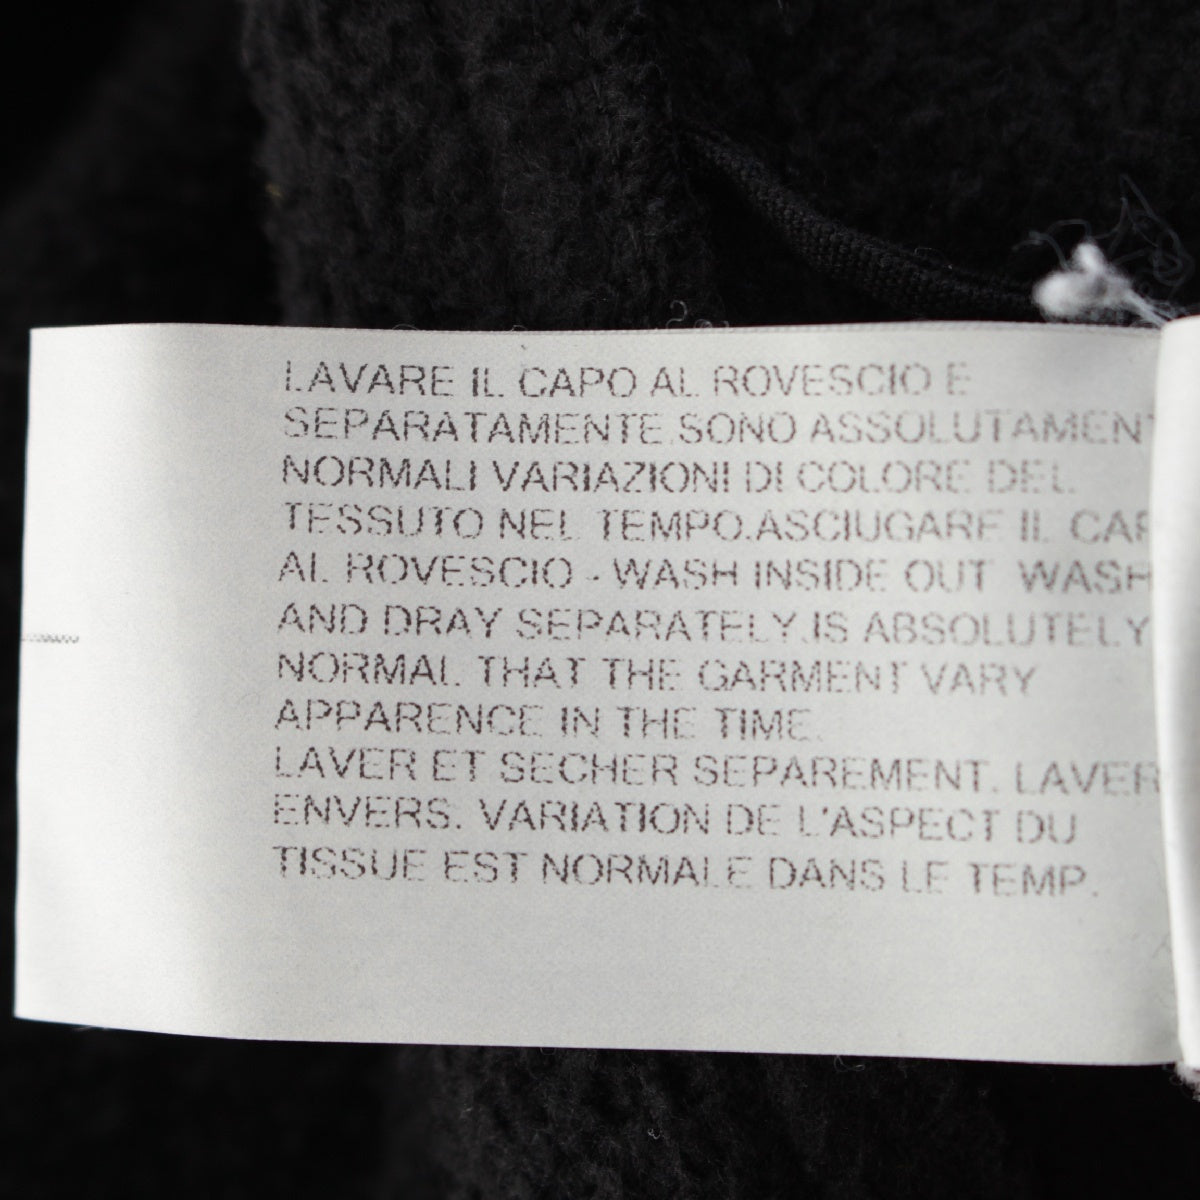 LAVARE IL CAPO AL ROVESCIO E
SEPARATAMENTE.SONO ASSOLUTAMENT
NORMALI VARIAZIONI DI COLORE DEL
TESSUTO NEL TEMPO.ASCIUGARE IL CAP
AL ROVESCIO - WASH INSIDE OUT WASH
AND DRAY SEPARATELY.IS ABSOLUTELY
NORMAL THAT THE GARMENT VARY
APPARENCE IN THE TIME.
LAVER ET SECHER SEPAREMENT. LAVER
ENVERS. VARIATION DE L'ASPECT DU
TISSUE EST NORMALE DANS LE TEMP.